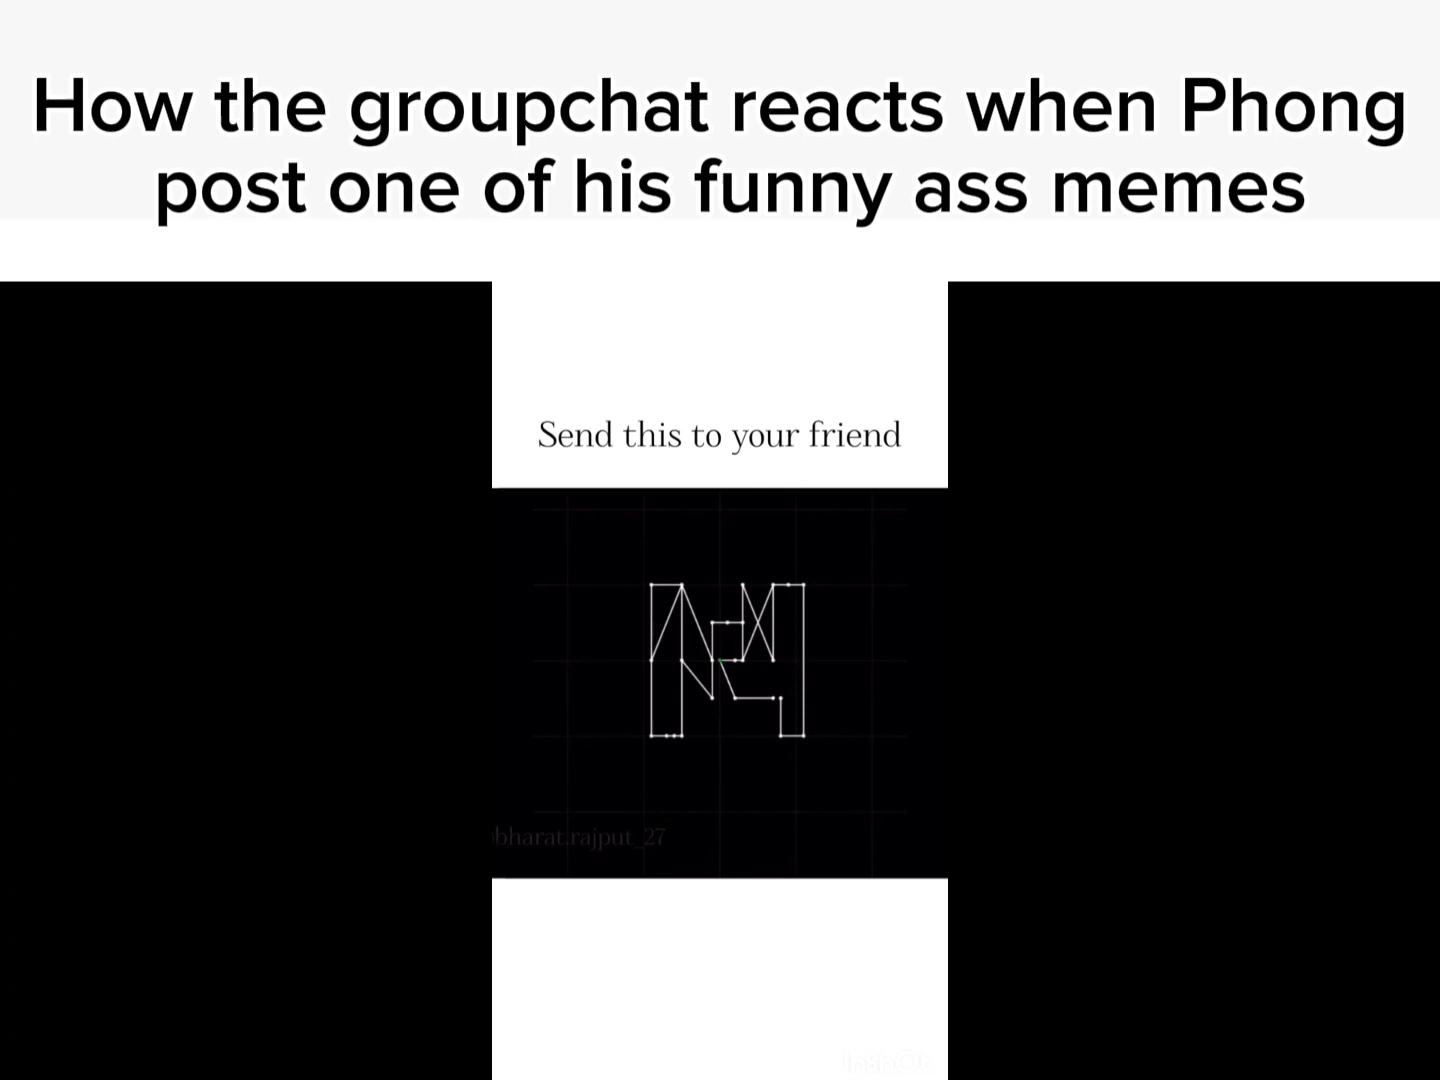 How the groupchat reacts when Phong
post one of his funny ass memes
Send this to your friend
bharat.rajput_27
InShOt